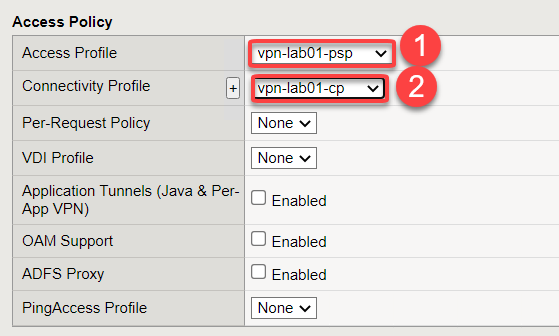 Access Policy
Access Profile vpn-lab01-psp 1
Connectivity Profile + vpn-lab01-cp 2
Per-Request Policy None
VDI Profile None
Application Tunnels (Java & Per-
App VPN) Enabled
OAM Support Enabled
ADFS Proxy Enabled
PingAccess Profile None